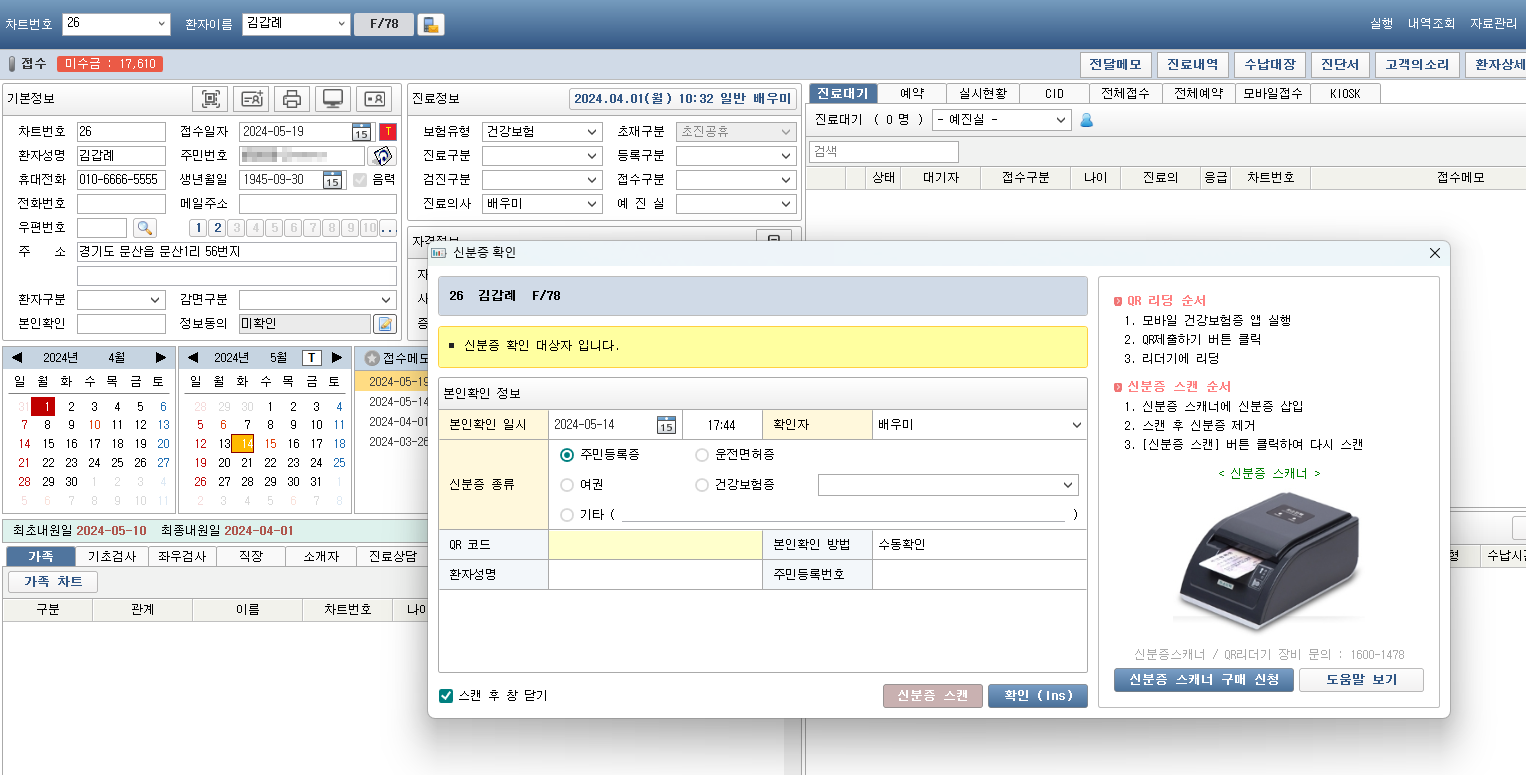 차트번호 26 환자이름 김갑례 F/78 실행 내역조회 자료관리
접수 미수금 : 17,610 전달메모 진료내역 수납대장 진단서 고객의소리 환자상세
기본정보
차트번호 26 접수일자 2024-05-19 15 T
환자성명 김갑례 주민번호
휴대전화 010-6666-5555 생년월일 1945-09-30 15 음력
전화번호 메일주소
우편번호 1 2 3 4 5 6 7 8 9 10 ..
주 소 경기도 문산읍 문산1리 56번지
환자구분 감면구분
본인확인 정보동의 미확인
진료정보 2024.04.01(월) 10:32 일반 배우미
보험유형 건강보험 초재구분 초진공휴
진료구분 등록구분
검진구분 접수구분
진료의사 배우미 예 진 실
자격정보
자
사
증
진료대기 예약 실시현황 CID 전체접수 전체예약 모바일접수 KIOSK
진료대기 ( 0 명 ) - 예진실 -
검색
상태 대기자 접수구분 나이 진료의 응급 차트번호 접수메모
◀ 2024년 4월 ▶
일 월 화 수 목 금 토
31 1 2 3 4 5 6
7 8 9 10 11 12 13
14 15 16 17 18 19 20
21 22 23 24 25 26 27
28 29 30 1 2 3 4
5 6 7 8 9 10 11
◀ 2024년 5월 T ▶
일 월 화 수 목 금 토
28 29 30 1 2 3 4
5 6 7 8 9 10 11
12 13 14 15 16 17 18
19 20 21 22 23 24 25
26 27 28 29 30 31 1
2 3 4 5 6 7 8
접수메모
2024-05-19
2024-05-14
2024-04-01
2024-03-26
최초내원일 2024-05-10 최종내원일 2024-04-01
가족 기초검사 좌우검사 직장 소개자 진료상담
가족 차트
구분 관계 이름 차트번호 나이
형 수납시간
신분증 확인
26 김갑례 F/78
▪ 신분증 확인 대상자 입니다.
본인확인 정보
본인확인 일시 2024-05-14 15 17:44 확인자 배우미
신분증 종류 주민등록증 운전면허증
여권 건강보험증
기타 ( )
QR 코드 본인확인 방법 수동확인
환자성명 주민등록번호
스캔 후 창 닫기 신분증 스캔 확인 (Ins)
QR 리딩 순서
1. 모바일 건강보험증 앱 실행
2. QR제출하기 버튼 클릭
3. 리더기에 리딩
신분증 스캔 순서
1. 신분증 스캐너에 신분증 삽입
2. 스캔 후 신분증 제거
3. [신분증 스캔] 버튼 클릭하여 다시 스캔
< 신분증 스캐너 >
신분증스캐너 / QR리더기 장비 문의 : 1600-1478
신분증 스캐너 구매 신청 도움말 보기